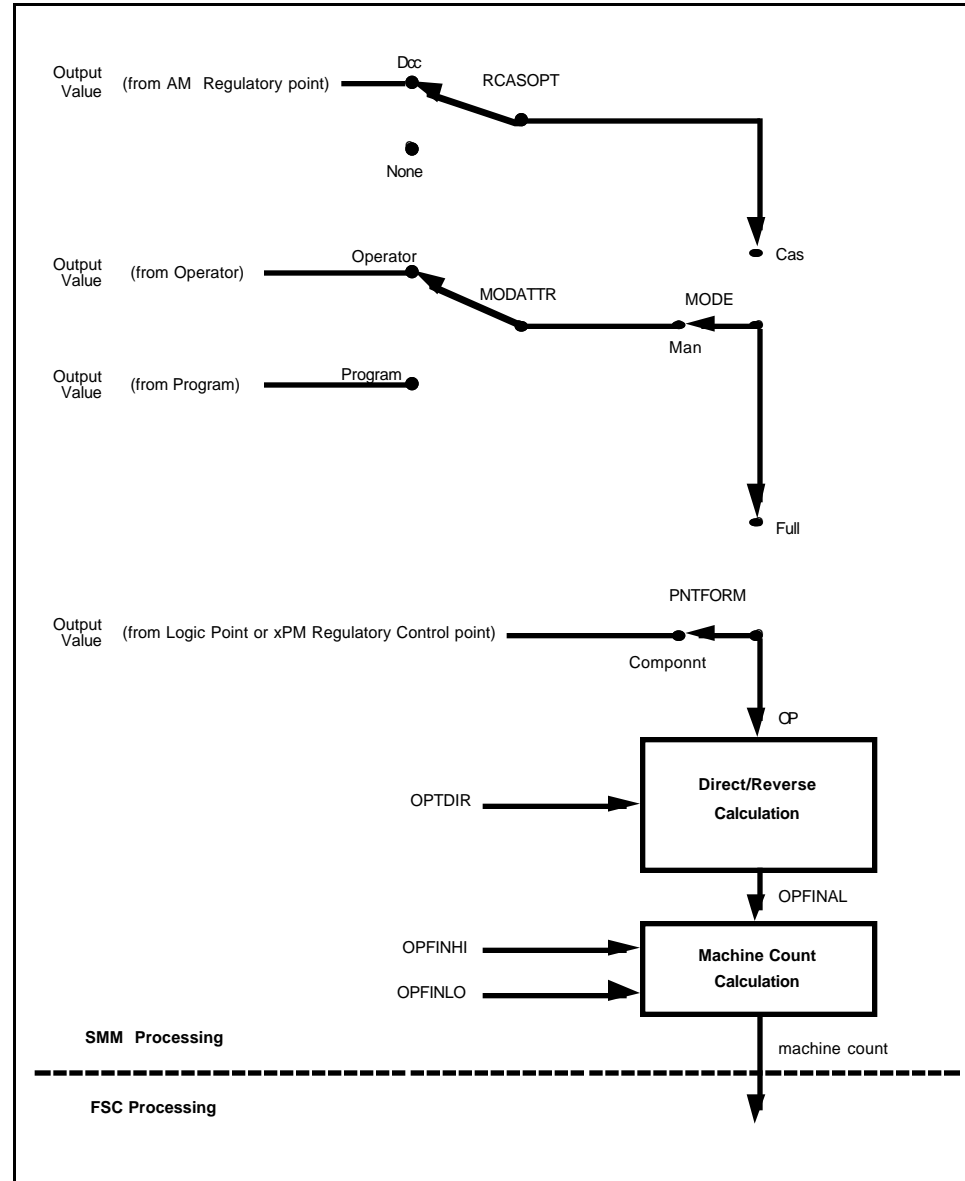 Dcc
Output Value (from AM Regulatory point)
RCASOPT
None
Cas
Output Value (from Operator)
Operator
MODATTR
MODE
Man
Output Value (from Program)
Program
Full
PNTFORM
Output Value (from Logic Point or xPM Regulatory Control point)
Componnt
OP
Direct/Reverse
Calculation
OPTDIR
OPFINAL
OPFINHI
Machine Count
Calculation
OPFINLO
SMM Processing
machine count
FSC Processing